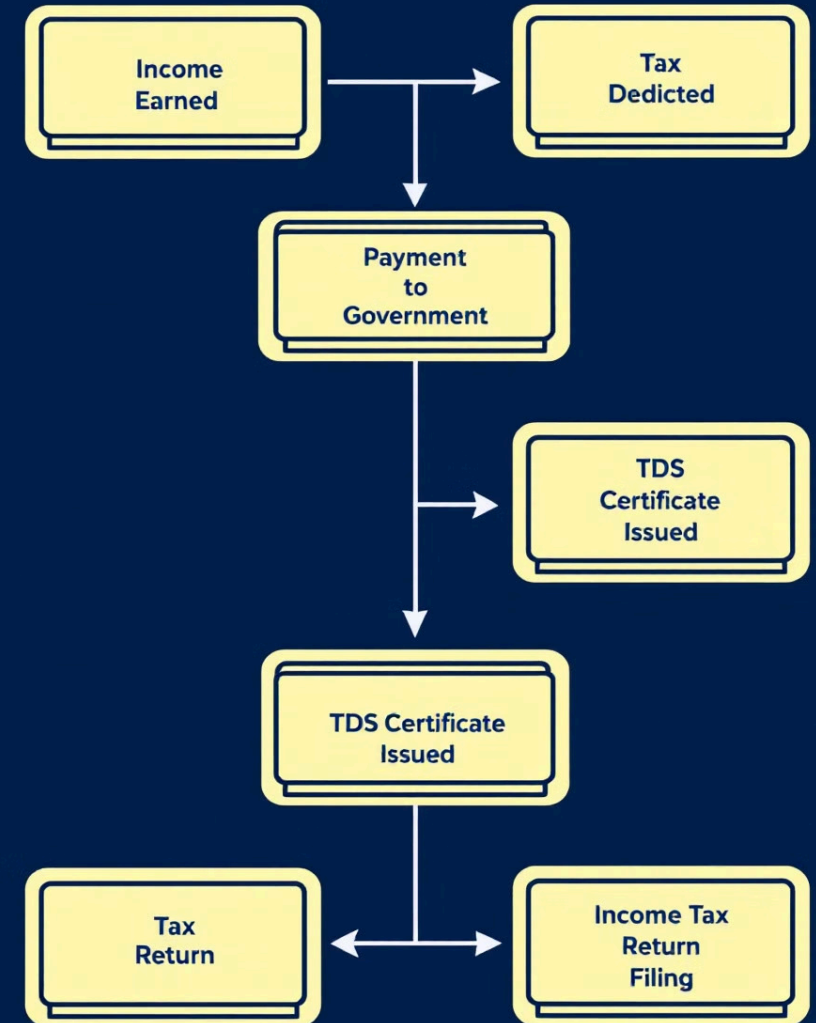 Income
Earned
Tax
Dedicted
Payment
to
Government
TDS
Certificate
Issued
TDS Certificate
Issued
Tax
Return
Income Tax
Return
Filing